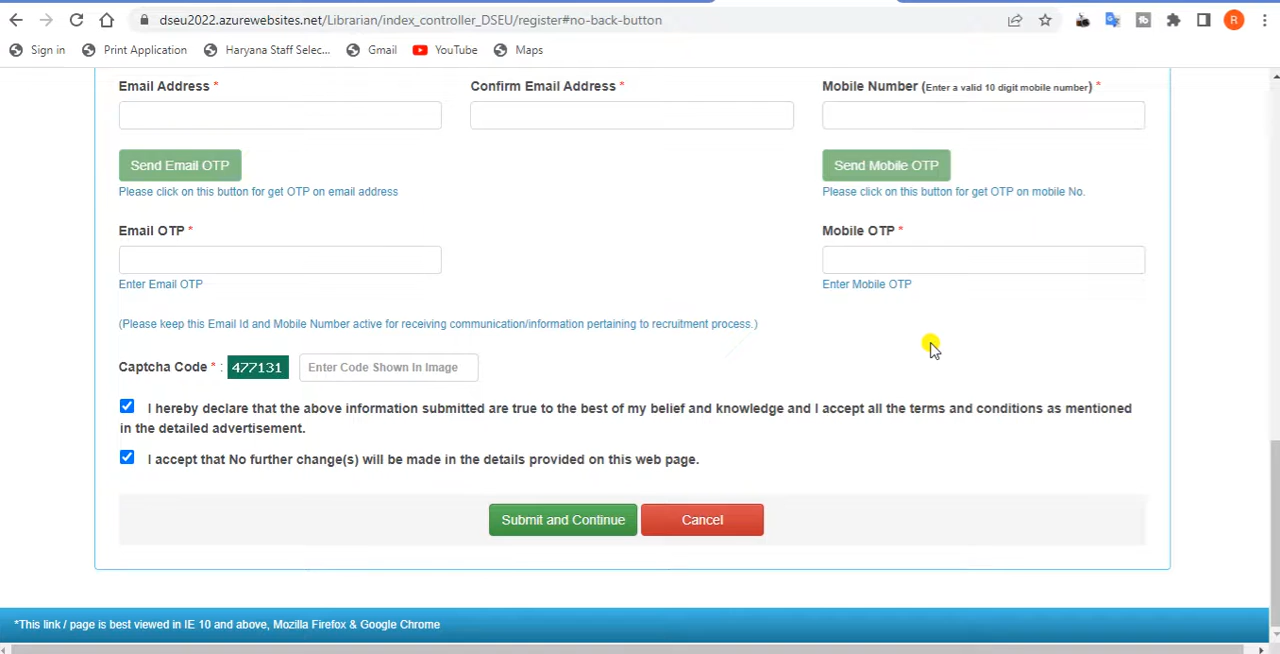 dseu2022.azurewebsites.net/Librarian/index_controller_DSEU/register#no-back-button
R
Sign in Print Application Haryana Staff Selec... Gmail YouTube Maps
Email Address * Confirm Email Address * Mobile Number (Enter a valid 10 digit mobile number) *
Send Email OTP Send Mobile OTP
Please click on this button for get OTP on email address Please click on this button for get OTP on mobile No.
Email OTP * Mobile OTP *
Enter Email OTP Enter Mobile OTP
(Please keep this Email Id and Mobile Number active for receiving communication/information pertaining to recruitment process.)
Captcha Code * : 477131 Enter Code Shown In Image
I hereby declare that the above information submitted are true to the best of my belief and knowledge and I accept all the terms and conditions as mentioned
in the detailed advertisement.
I accept that No further change(s) will be made in the details provided on this web page.
Submit and Continue Cancel
*This link / page is best viewed in IE 10 and above, Mozilla Firefox & Google Chrome